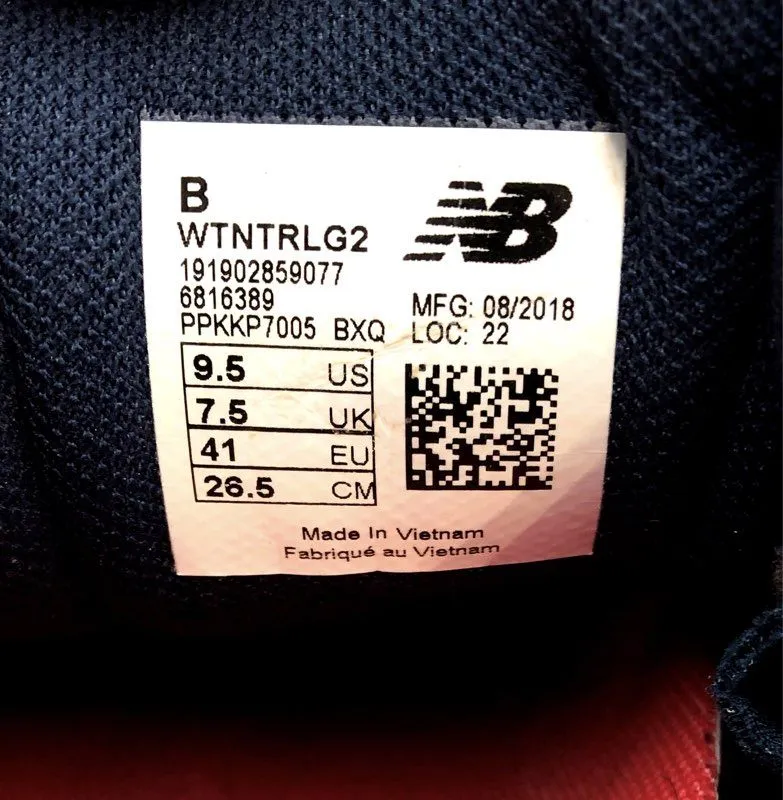 B
NB
WTNTRLG2
191902859077
6816389
PPKKP7005 BXQ
MFG: 08/2018
LOC: 22
9.5 US
7.5 UK
41 EU
26.5 CM
Made In Vietnam
Fabriqué au Vietnam